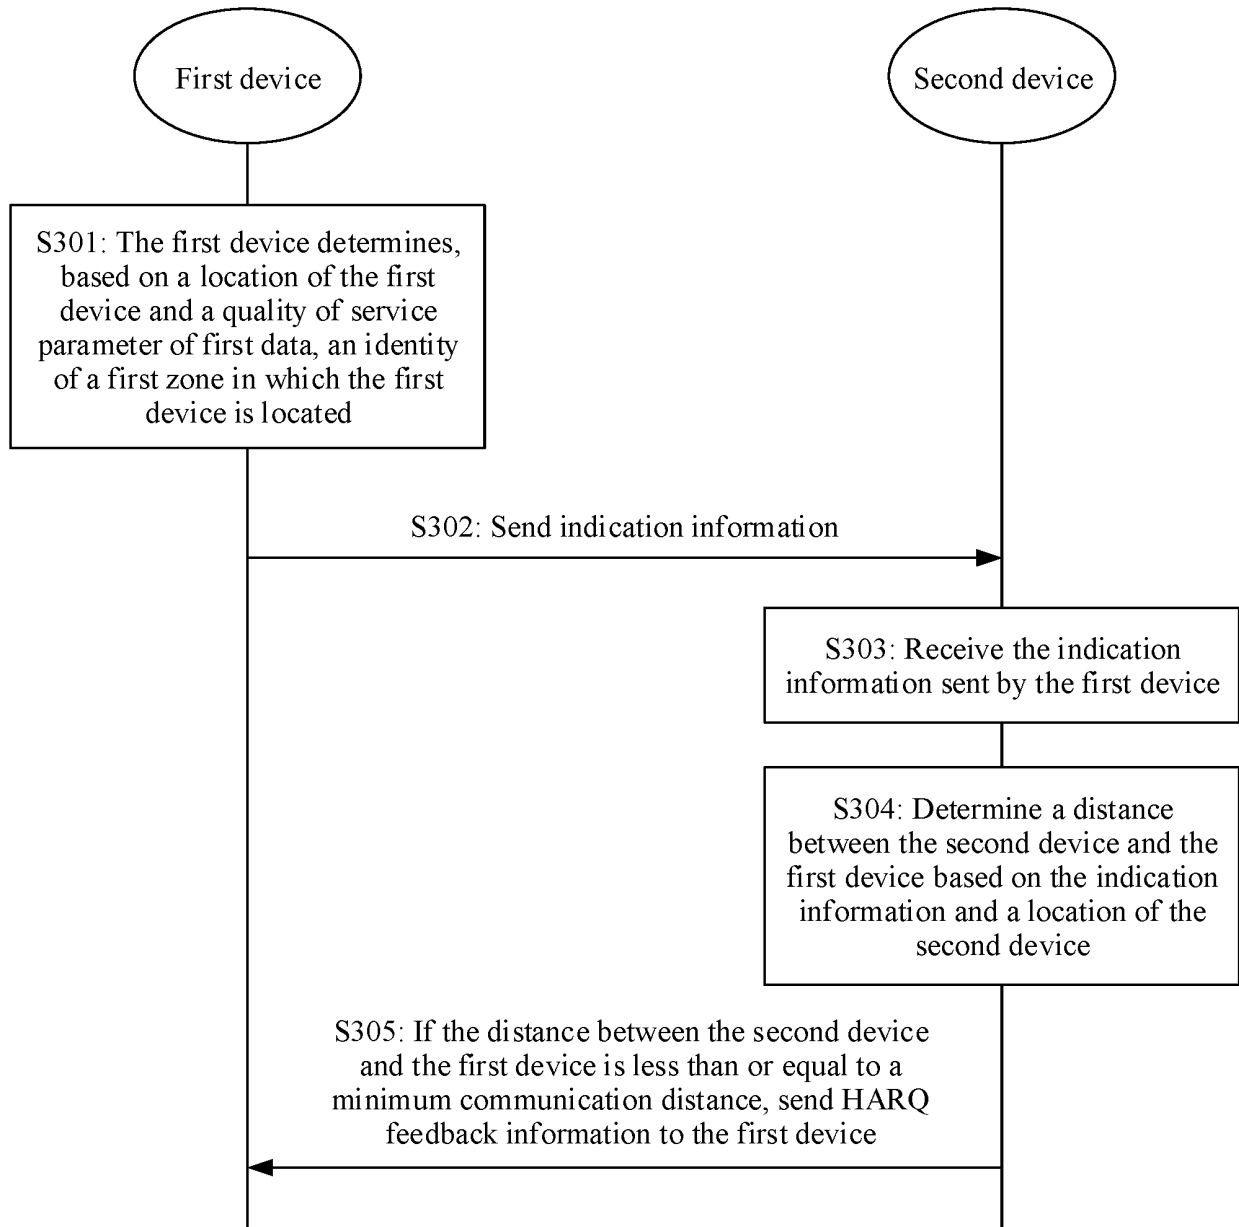 First device
Second device
S301: The first device determines,
based on a location of the first
device and a quality of service
parameter of first data, an identity
of a first zone in which the first
device is located
S302: Send indication information
S303: Receive the indication
information sent by the first device
S304: Determine a distance
between the second device and the
first device based on the indication
information and a location of the
second device
S305: If the distance between the second device
and the first device is less than or equal to a
minimum communication distance, send HARQ
feedback information to the first device